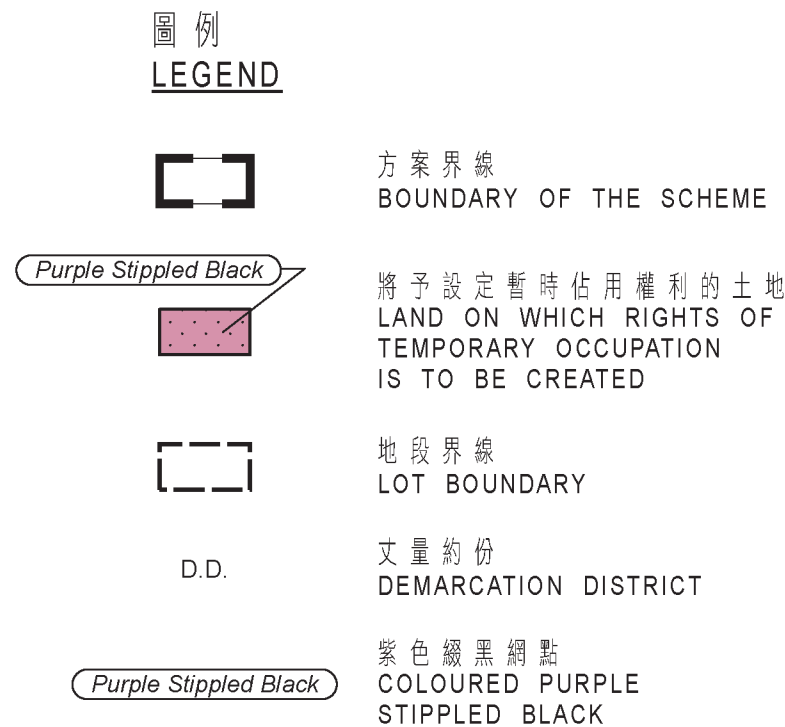 圖例
LEGEND
方案界線
BOUNDARY OF THE SCHEME
Purple Stippled Black
將予設定暫時佔用權利的土地
LAND ON WHICH RIGHTS OF
TEMPORARY OCCUPATION
IS TO BE CREATED
地段界線
LOT BOUNDARY
D.D.
丈量約份
DEMARCATION DISTRICT
Purple Stippled Black
紫色綴黑網點
COLOURED PURPLE
STIPPLED BLACK